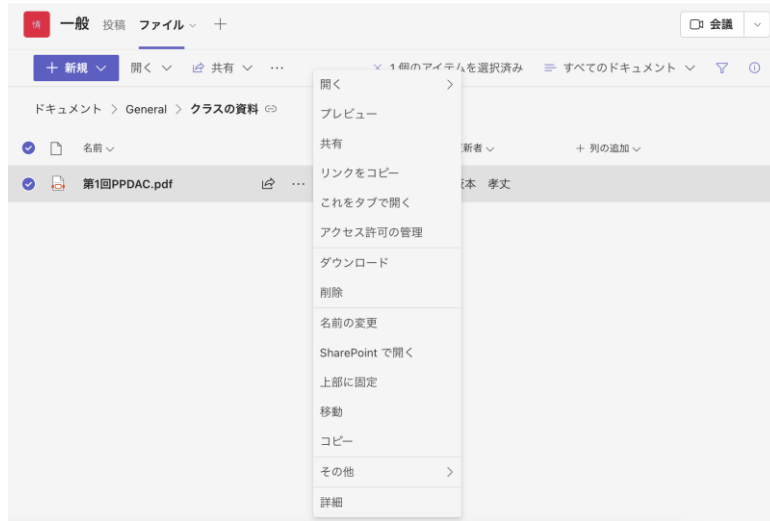 情 一般 投稿 ファイル 会議
新規 開く 共有 … 1個のアイテムを選択済み すべてのドキュメント
ドキュメント > General > クラスの資料
名前 新者 + 列の追加
第1回PPDAC.pdf … 本 孝丈
開く
プレビュー
共有
リンクをコピー
これをタブで開く
アクセス許可の管理
ダウンロード
削除
名前の変更
SharePoint で開く
上部に固定
移動
コピー
その他
詳細